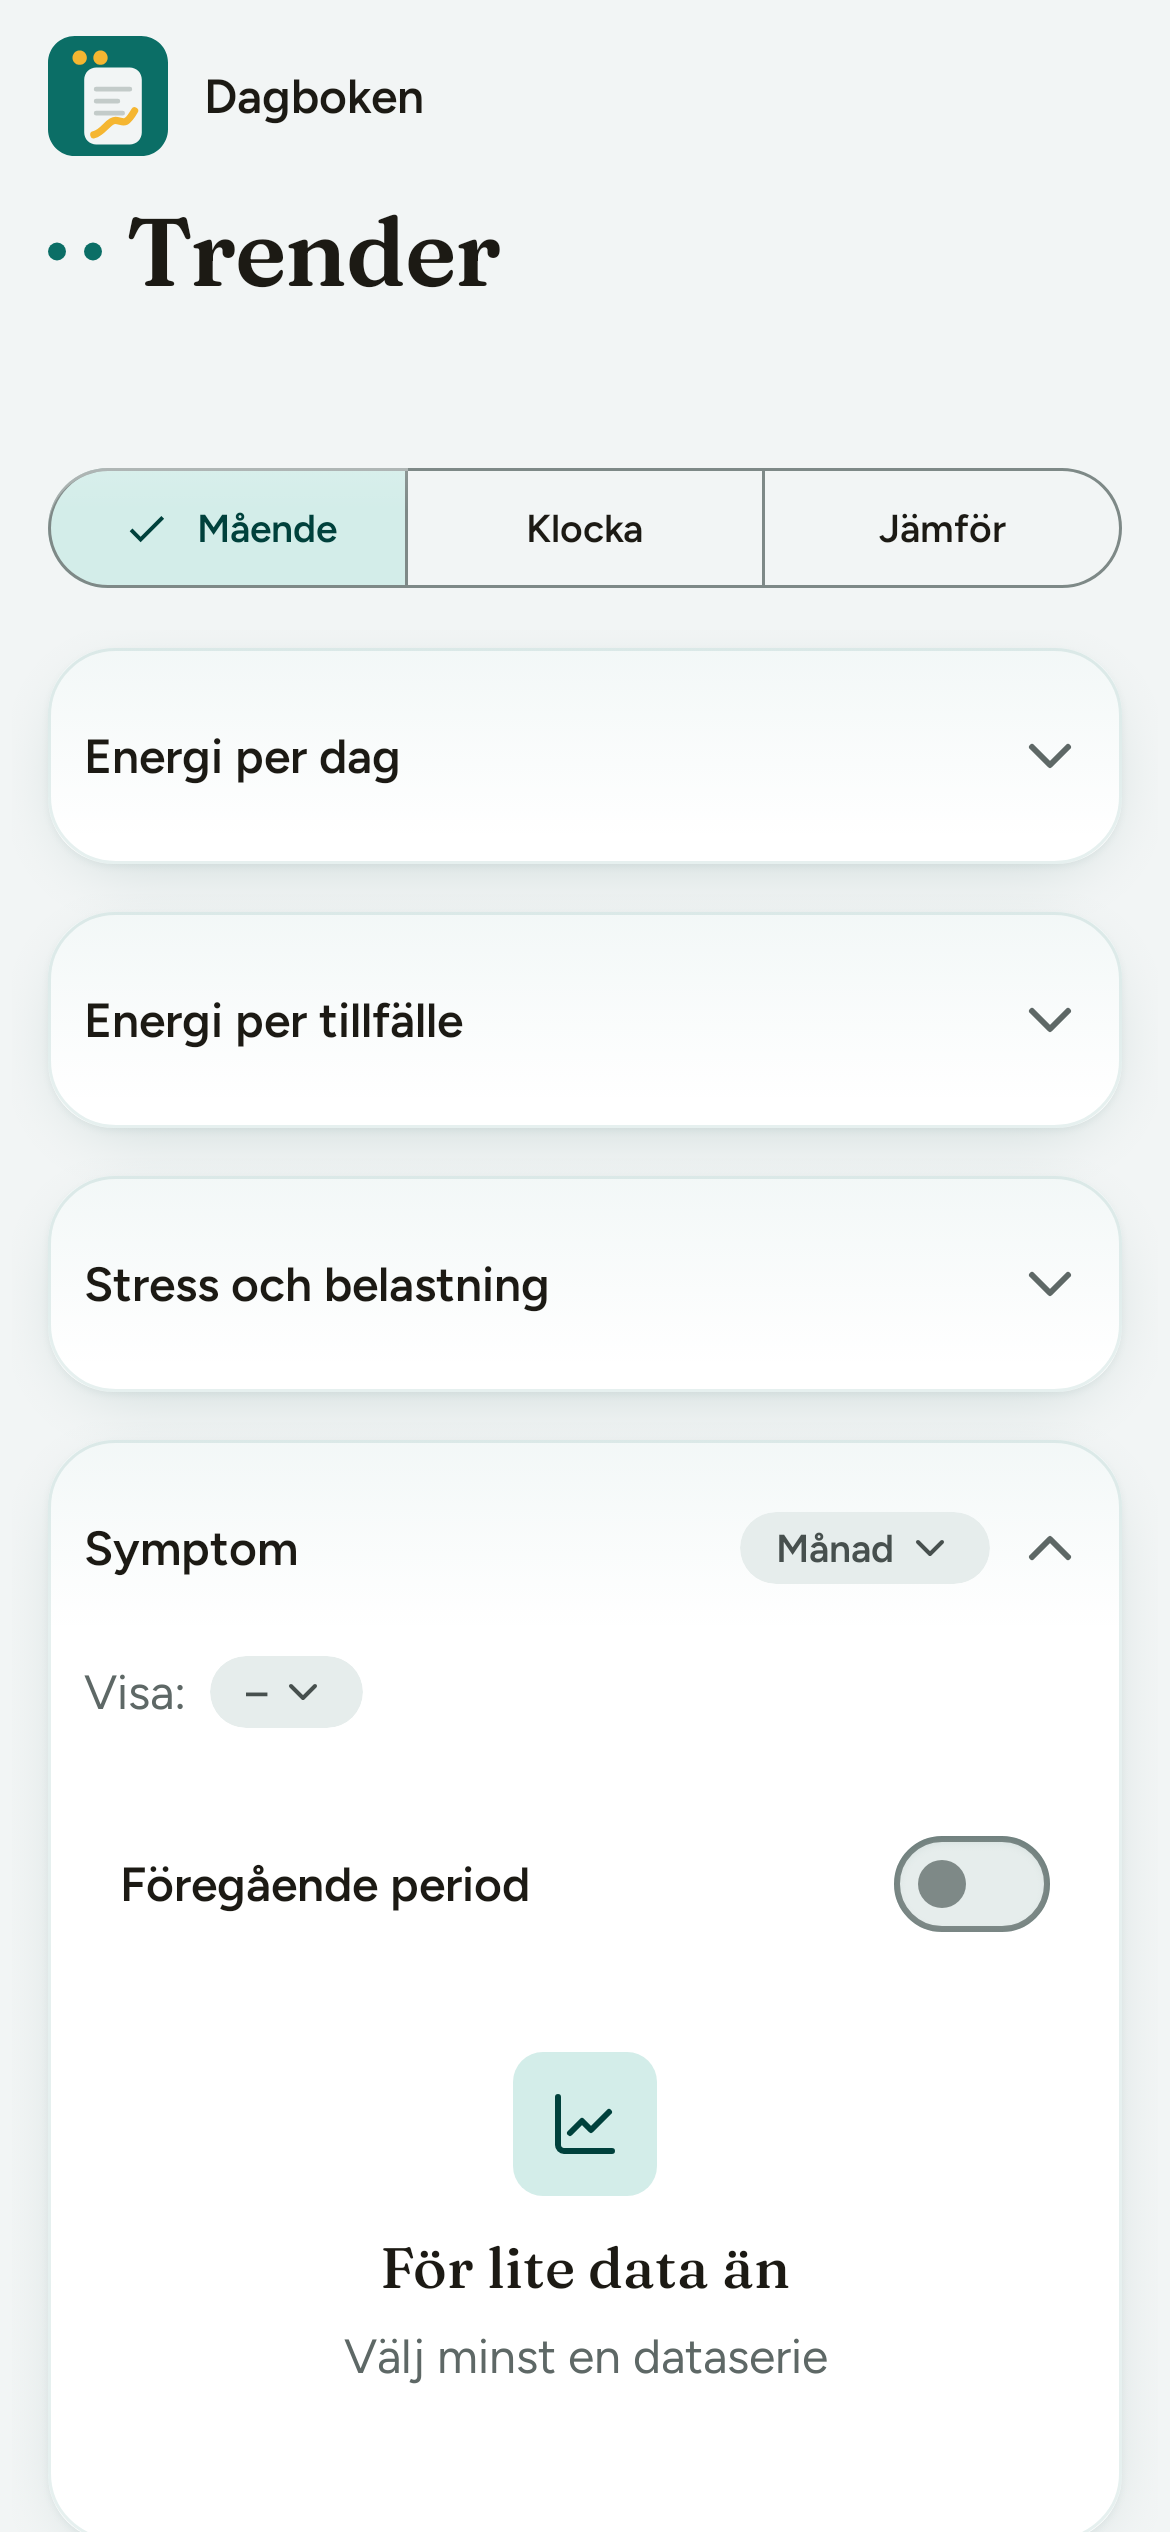 Dagboken
Trender
Mående
Klocka
Jämför
Energi per dag
Energi per tillfälle
Stress och belastning
Symptom
Månad
Visa:
–
Föregående period
För lite data än
Välj minst en dataserie